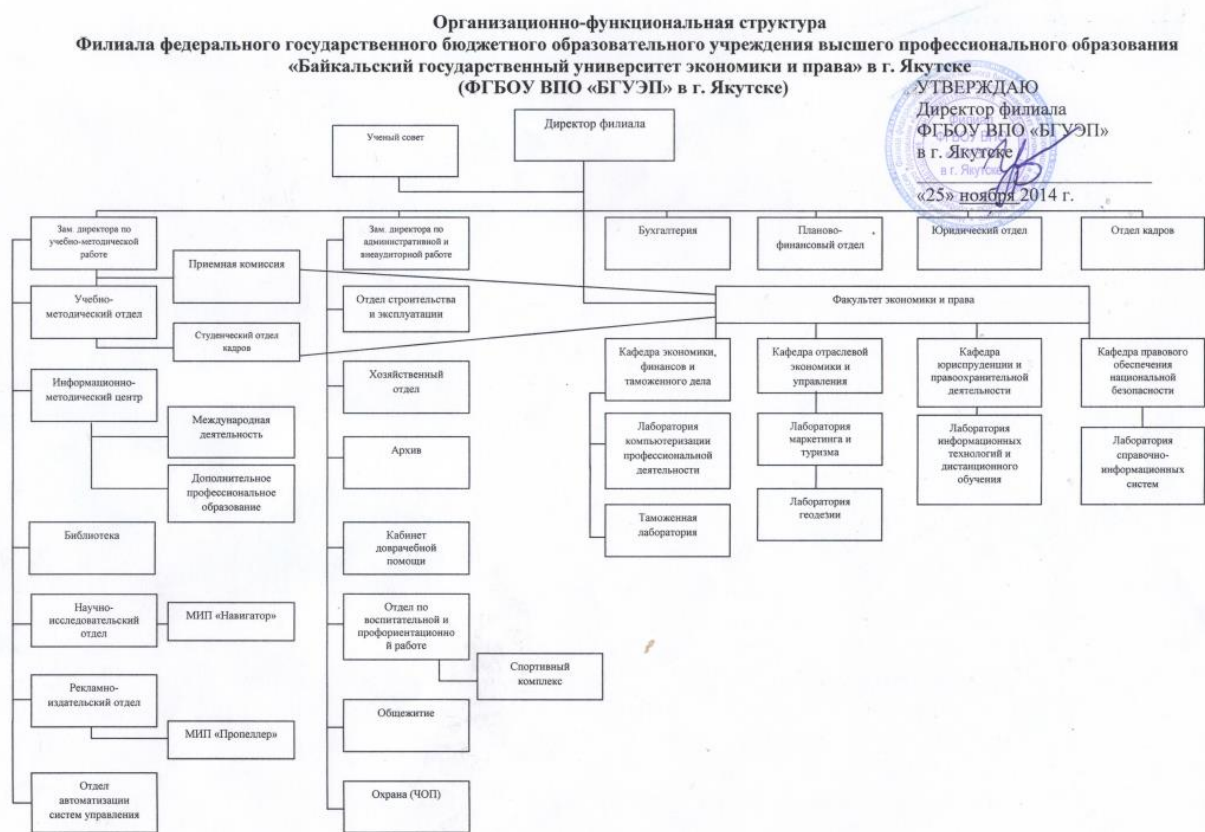 Организационно-функциональная структура
Филиала федерального государственного бюджетного образовательного учреждения высшего профессионального образования
«Байкальский государственный университет экономики и права» в г. Якутске
(ФГБОУ ВПО «БГУЭП» в г. Якутске)
УТВЕРЖДАЮ
Директор филиала
ФГБОУ ВПО «БГУЭП»
в г. Якутске
«25» ноября 2014 г.
Директор филиала
Ученый совет
Зам. директора по
учебно-методической
работе
Зам. директора по
административной и
внеаудиторной работе
Бухгалтерия
Планово-
финансовый отдел
Юридический отдел
Отдел кадров
Приемная комиссия
Учебно-
методический отдел
Студенческий отдел
кадров
Информационно-
методический центр
Международная
деятельность
Дополнительное
профессиональное
образование
Библиотека
Научно-
исследовательский
отдел
МИП «Навигатор»
Рекламно-
издательский отдел
МИП «Пропеллер»
Отдел
автоматизации
систем управления
Отдел строительства
и эксплуатации
Хозяйственный
отдел
Архив
Кабинет
доврачебной
помощи
Отдел по
воспитательной и
профориентационно
й работе
Спортивный
комплекс
Общежитие
Охрана (ЧОП)
Факультет экономики и права
Кафедра экономики,
финансов и
таможенного дела
Лаборатория
компьютеризации
профессиональной
деятельности
Таможенная
лаборатория
Кафедра отраслевой
экономики и
управления
Лаборатория
маркетинга и
туризма
Лаборатория
геодезии
Кафедра
юриспруденции и
правоохранительной
деятельности
Лаборатория
информационных
технологий и
дистанционного
обучения
Кафедра правового
обеспечения
национальной
безопасности
Лаборатория
справочно-
информационных
систем